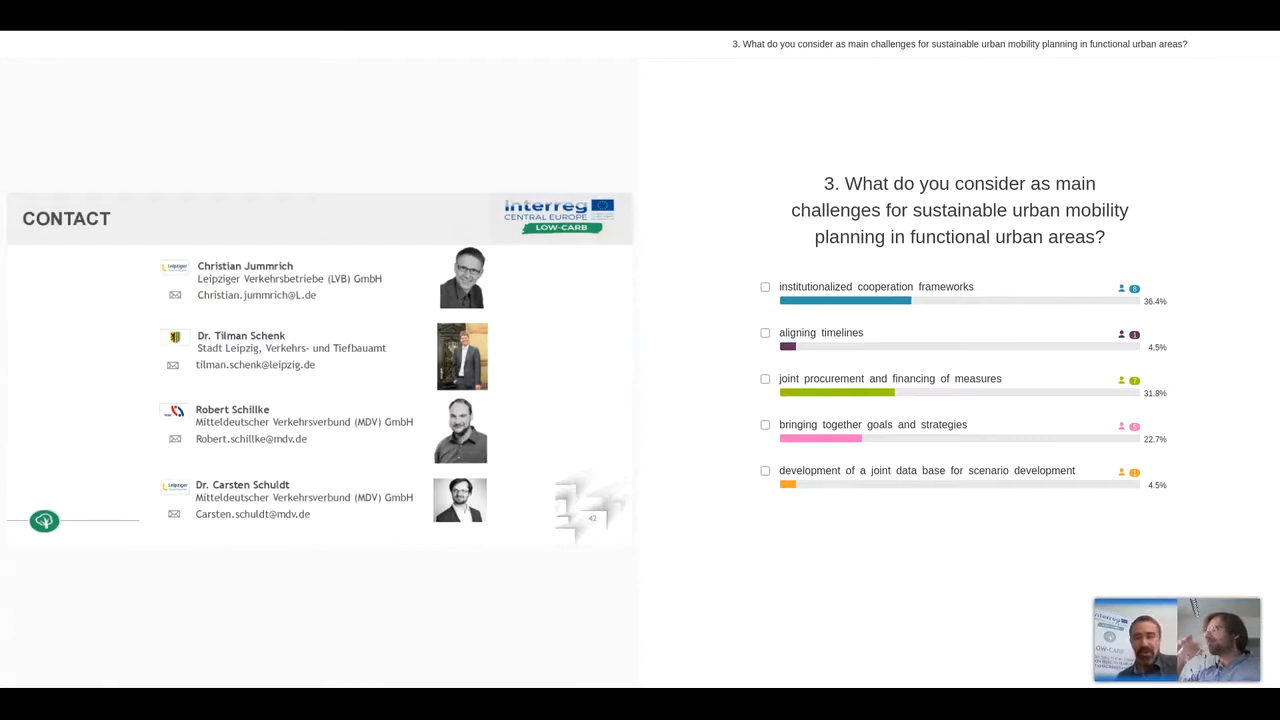 3. What do you consider as main challenges for sustainable urban mobility planning in functional urban areas?
CONTACT
Interreg
CENTRAL EUROPE
LOW-CARB
Christian Jummrich
Leipziger Verkehrsbetriebe (LVB) GmbH
Christian.jummrich@L.de
Dr. Tilman Schenk
Stadt Leipzig, Verkehrs- und Tiefbauamt
tilman.schenk@leipzig.de
Robert Schillke
Mitteldeutscher Verkehrsverbund (MDV) GmbH
Robert.schillke@mdv.de
Leipziger
Dr. Carsten Schuldt
Mitteldeutscher Verkehrsverbund (MDV) GmbH
Carsten.schuldt@mdv.de
42
3. What do you consider as main
challenges for sustainable urban mobility
planning in functional urban areas?
institutionalized cooperation frameworks
8
36.4%
aligning timelines
1
4.5%
joint procurement and financing of measures
7
31.8%
bringing together goals and strategies
5
22.7%
development of a joint data base for scenario development
1
4.5%
Interreg
LOW-CARB